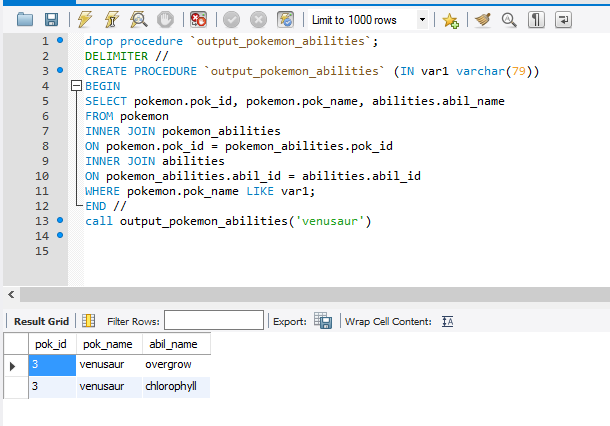 Limit to 1000 rows
1 drop procedure `output_pokemon_abilities`;
2 DELIMITER //
3 CREATE PROCEDURE `output_pokemon_abilities` (IN var1 varchar(79))
4 BEGIN
5 SELECT pokemon.pok_id, pokemon.pok_name, abilities.abil_name
6 FROM pokemon
7 INNER JOIN pokemon_abilities
8 ON pokemon.pok_id = pokemon_abilities.pok_id
9 INNER JOIN abilities
10 ON pokemon_abilities.abil_id = abilities.abil_id
11 WHERE pokemon.pok_name LIKE var1;
12 END //
13 call output_pokemon_abilities('venusaur')
14
15
Result Grid Filter Rows: Export: Wrap Cell Content:
pok_id pok_name abil_name
3 venusaur overgrow
3 venusaur chlorophyll